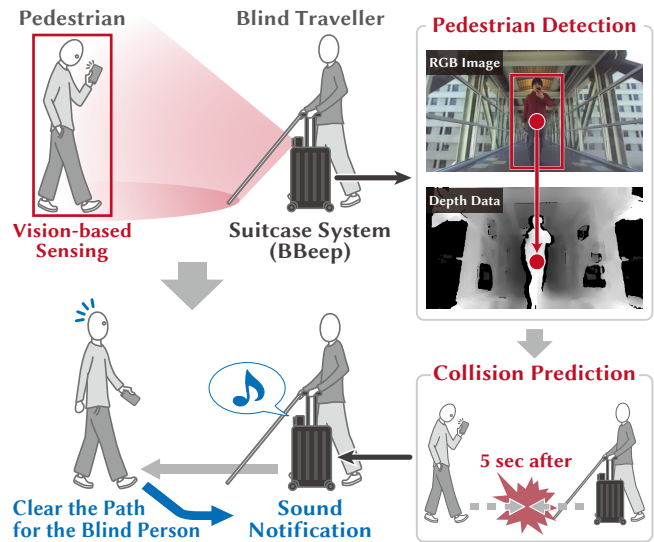 Pedestrian
Blind Traveller
Pedestrian Detection
RGB Image
Depth Data
Vision-based
Sensing
Suitcase System
(BBeep)
Collision Prediction
5 sec after
Clear the Path
for the Blind Person
Sound
Notification